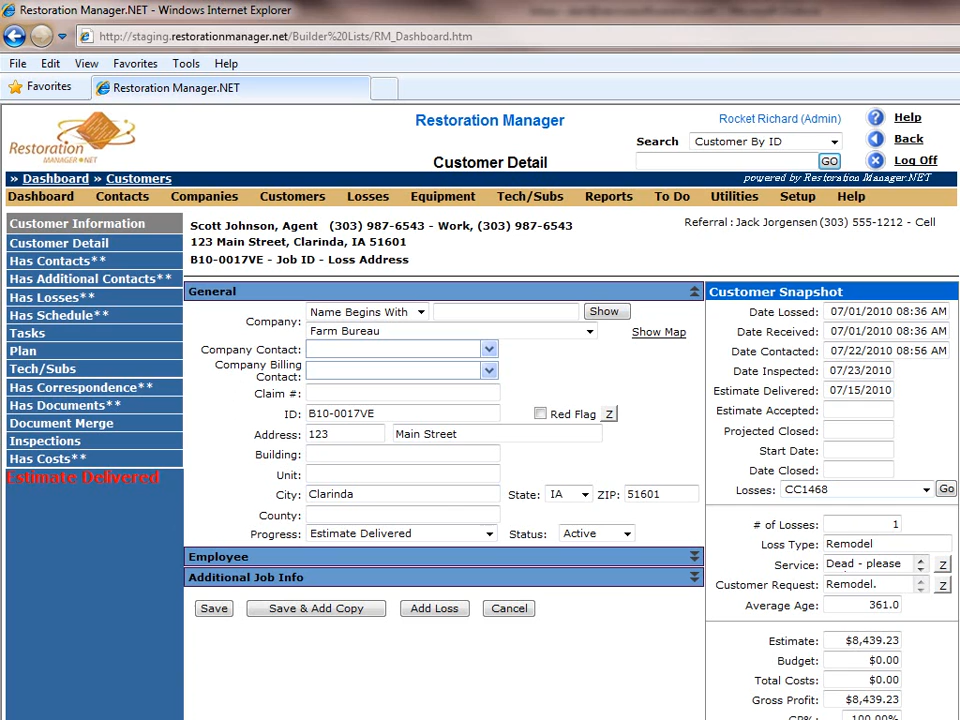 Restoration Manager.NET - Windows Internet Explorer
http://staging.restorationmanager.net/Builder%20Lists/RM_Dashboard.htm
File Edit View Favorites Tools Help
Favorites Restoration Manager.NET
Restoration
MANAGER.NET
Restoration Manager
Customer Detail
Rocket Richard (Admin)
Search Customer By ID
GO
Help
Back
Log Off
» Dashboard » Customers powered by Restoration Manager.NET
Dashboard Contacts Companies Customers Losses Equipment Tech/Subs Reports To Do Utilities Setup Help
Customer Information
Customer Detail
Has Contacts**
Has Additional Contacts**
Has Losses**
Has Schedule**
Tasks
Plan
Tech/Subs
Has Correspondence**
Has Documents**
Document Merge
Inspections
Has Costs**
Estimate Delivered
Scott Johnson, Agent (303) 987-6543 - Work, (303) 987-6543
123 Main Street, Clarinda, IA 51601
B10-0017VE - Job ID - Loss Address
Referral : Jack Jorgensen (303) 555-1212 - Cell
General
Company: Name Begins With Show
Farm Bureau Show Map
Company Contact:
Company Billing
Contact:
Claim #:
ID: B10-0017VE Red Flag Z
Address: 123 Main Street
Building:
Unit:
City: Clarinda State: IA ZIP: 51601
County:
Progress: Estimate Delivered Status: Active
Employee
Additional Job Info
Save Save & Add Copy Add Loss Cancel
Customer Snapshot
Date Lossed: 07/01/2010 08:36 AM
Date Received: 07/01/2010 08:36 AM
Date Contacted: 07/22/2010 08:56 AM
Date Inspected: 07/23/2010
Estimate Delivered: 07/15/2010
Estimate Accepted:
Projected Closed:
Start Date:
Date Closed:
Losses: CC1468 Go
# of Losses: 1
Loss Type: Remodel
Service: Dead - please Z
Customer Request: Remodel. Z
Average Age: 361.0
Estimate: $8,439.23
Budget: $0.00
Total Costs: $0.00
Gross Profit: $8,439.23
GP%: 100.00%